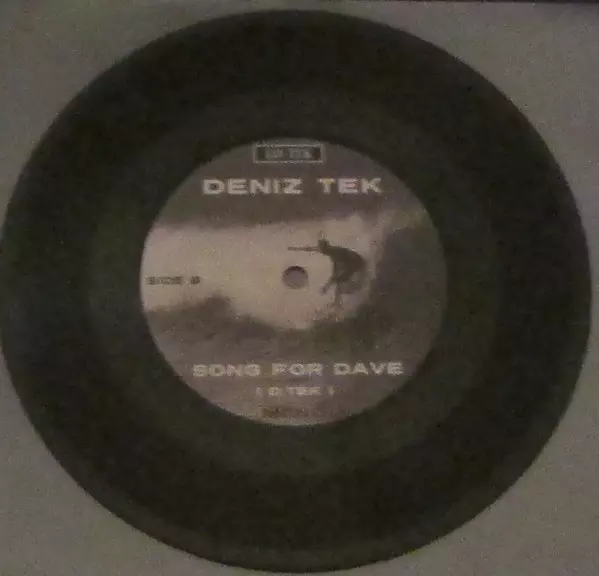 DENIZ TEK
SIDE B
SONG FOR DAVE
( D. TEK )